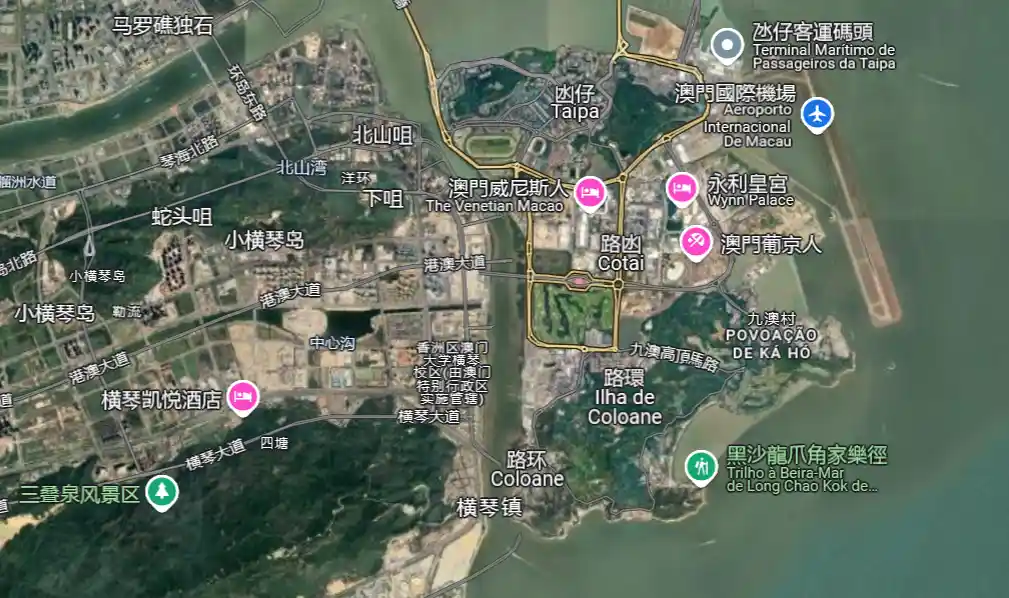 马罗礁独石
氹仔客運碼頭
Terminal Marítimo de
Passageiros da Taipa
环岛东路
氹仔
Taipa
澳門國際機場
Aeroporto
Internacional
De Macau
北山咀
琴海北路
北山湾
洋环
下咀
澳門威尼斯人
The Venetian Macao
永利皇宮
Wynn Palace
蛇头咀
小横琴岛
路氹
Cotai
澳門葡京人
岛北路
小横琴岛
港澳大道
港澳大道
小横琴岛
勒流
九澳村
POVOAÇÃO
DE KÁ HÓ
中心沟
香洲区澳门
大学横琴
校区(由澳门
特别行政区
实施管辖)
九澳高頂馬路
港澳大道
道
路環
Ilha de
Coloane
横琴凯悦酒店
横琴大道
四塘
横琴大道
黑沙龍爪角家樂徑
Trilho à Beira-Mar
de Long Chao Kok de...
路环
Coloane
三叠泉风景区
道
横琴镇